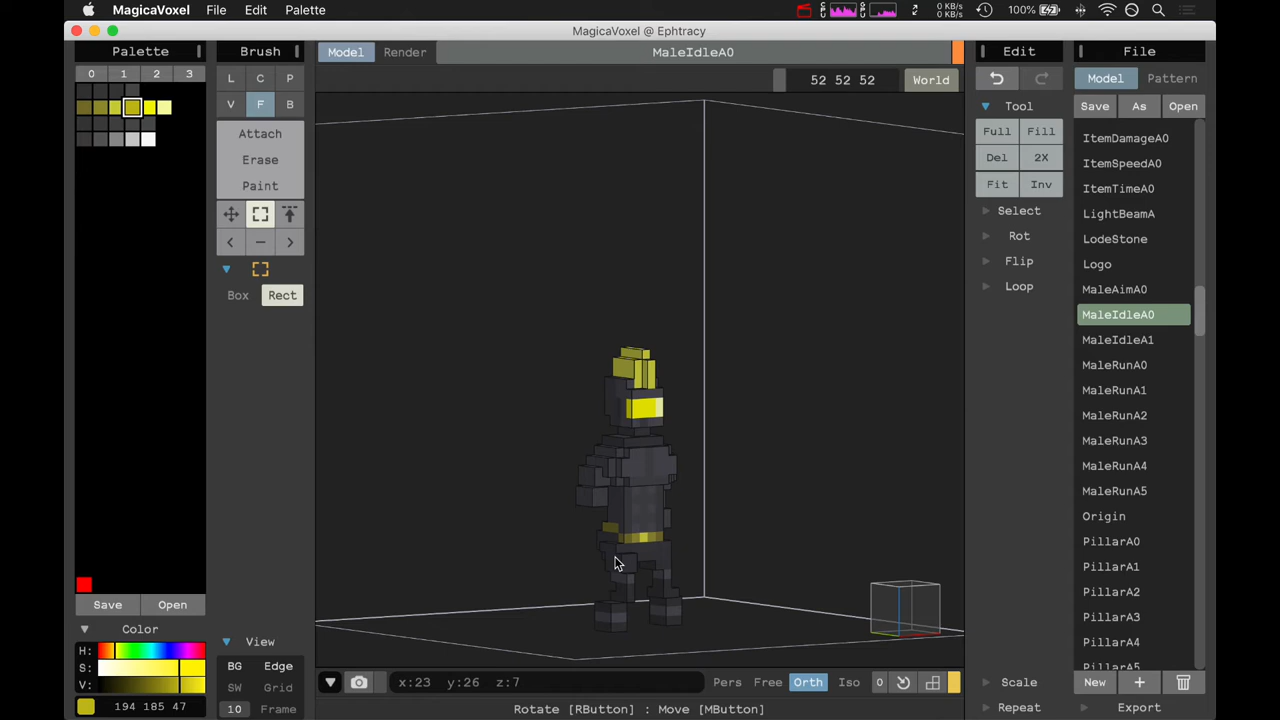 MagicaVoxel File Edit Palette
0 KB/s
0 KB/s
100%
MagicaVoxel @ Ephtracy
Palette
0 1 2 3
Save Open
Color
H:
S:
V:
194 185 47
Brush
L C P
V F B
Attach
Erase
Paint
Box Rect
View
BG Edge
SW Grid
10 Frame
Model Render MaleIdleA0
52 52 52 World
x:23 y:26 z:7 Pers Free Orth Iso 0
Rotate [RButton] : Move [MButton]
Edit
Tool
Full Fill
Del 2X
Fit Inv
Select
Rot
Flip
Loop
Scale
Repeat
File
Model Pattern
Save As Open
ItemDamageA0
ItemSpeedA0
ItemTimeA0
LightBeamA
LodeStone
Logo
MaleAimA0
MaleIdleA0
MaleIdleA1
MaleRunA0
MaleRunA1
MaleRunA2
MaleRunA3
MaleRunA4
MaleRunA5
Origin
PillarA0
PillarA1
PillarA2
PillarA3
PillarA4
PillarA5
New +
Export